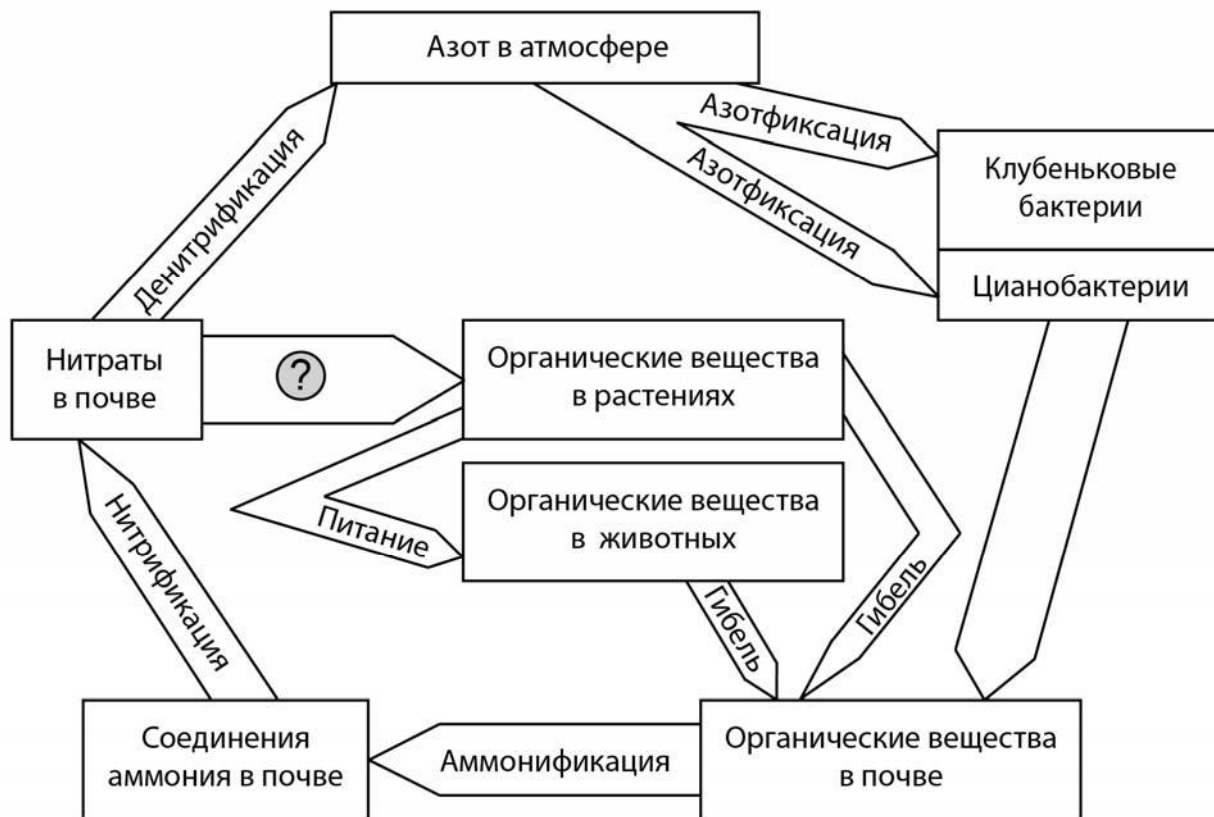 Азот в атмосфере
Азотфиксация
Азотфиксация
Клубеньковые
бактерии
Цианобактерии
Денитрификация
Нитраты
в почве
?
Органические вещества
в растениях
Питание
Органические вещества
в животных
Нитрификация
Гибель
Гибель
Соединения
аммония в почве
Аммонификация
Органические вещества
в почве